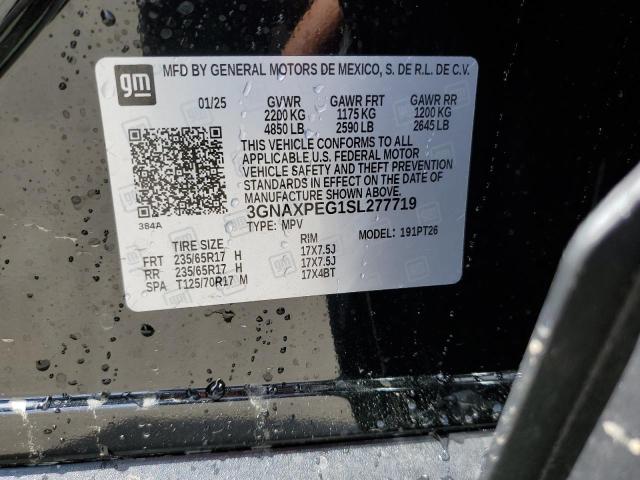 gm
MFD BY GENERAL MOTORS DE MEXICO, S. DE R.L. DE C.V.
01/25 GVWR GAWR FRT GAWR RR
2200 KG 1175 KG 1200 KG
4850 LB 2590 LB 2645 LB
THIS VEHICLE CONFORMS TO ALL
APPLICABLE U.S. FEDERAL MOTOR
VEHICLE SAFETY AND THEFT PREVENTION
STANDARDS IN EFFECT ON THE DATE OF
MANUFACTURE SHOWN ABOVE.
3GNAXPEG1SL277719
384A TYPE: MPV MODEL: 191PT26
TIRE SIZE RIM
FRT 235/65R17 H 17X7.5J
RR 235/65R17 H 17X7.5J
SPA T125/70R17 M 17X4BT